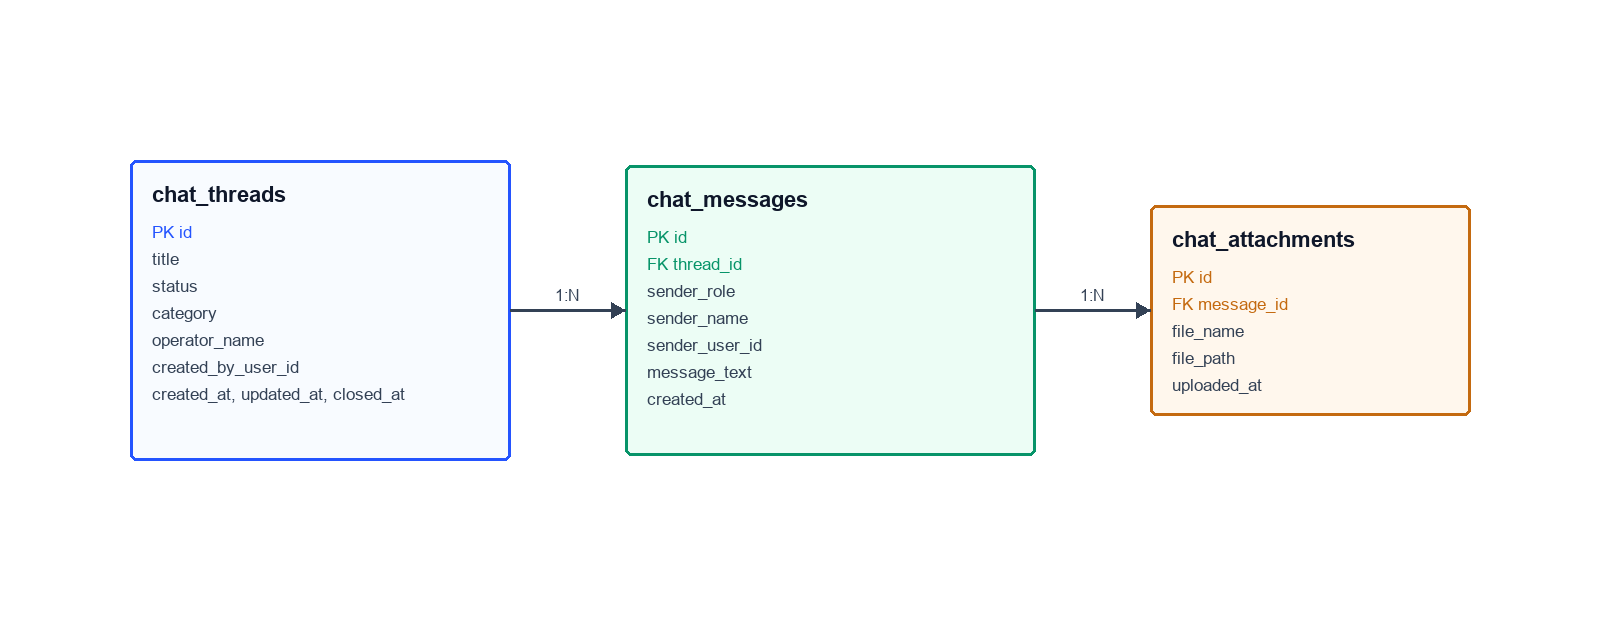 chat_threads
PK id
title
status
category
operator_name
created_by_user_id
created_at, updated_at, closed_at
1:N
chat_messages
PK id
FK thread_id
sender_role
sender_name
sender_user_id
message_text
created_at
1:N
chat_attachments
PK id
FK message_id
file_name
file_path
uploaded_at